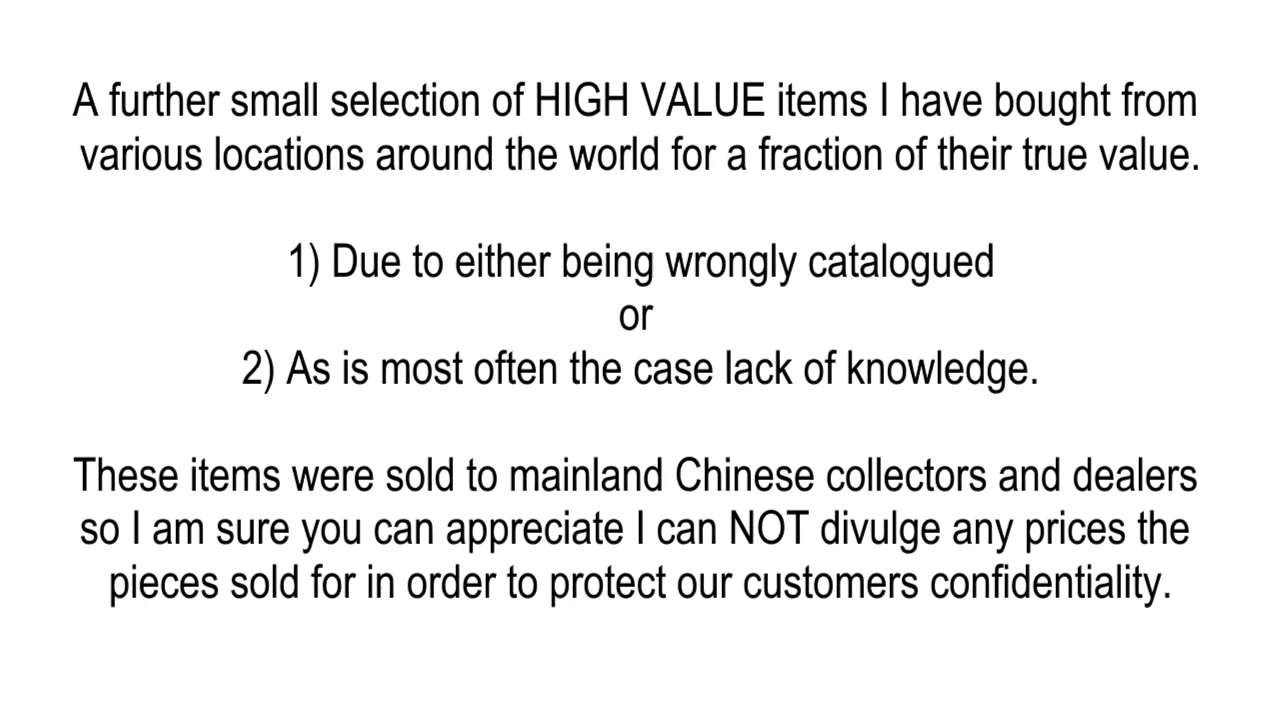 A further small selection of HIGH VALUE items I have bought from
various locations around the world for a fraction of their true value.
1) Due to either being wrongly catalogued
or
2) As is most often the case lack of knowledge.
These items were sold to mainland Chinese collectors and dealers
so I am sure you can appreciate I can NOT divulge any prices the
pieces sold for in order to protect our customers confidentiality.